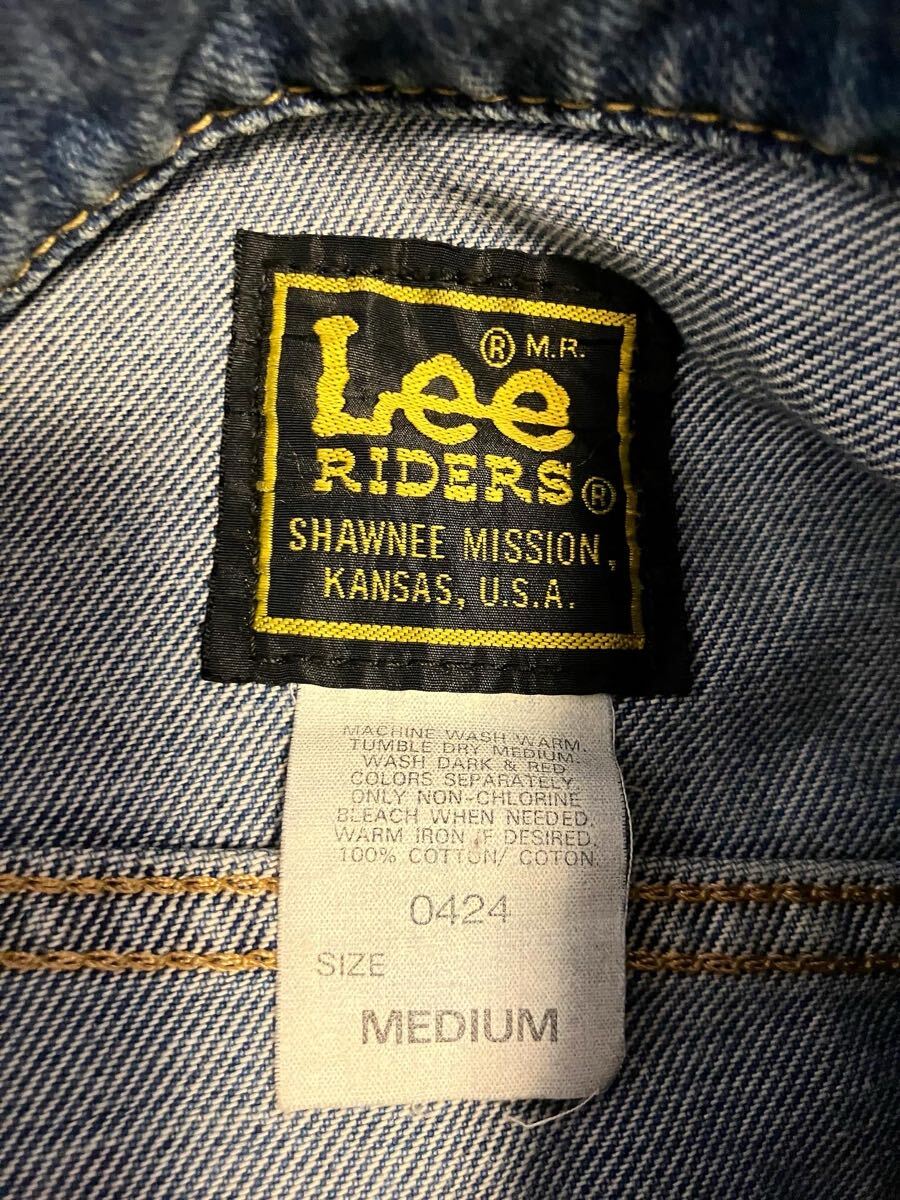 ® M.R.
Lee
RIDERS®
SHAWNEE MISSION,
KANSAS, U.S.A.
MACHINE WASH WARM.
TUMBLE DRY MEDIUM.
WASH DARK & RED
COLORS SEPARATELY.
ONLY NON-CHLORINE
BLEACH WHEN NEEDED.
WARM IRON IF DESIRED.
100% COTTON/ COTON.
0424
SIZE
MEDIUM